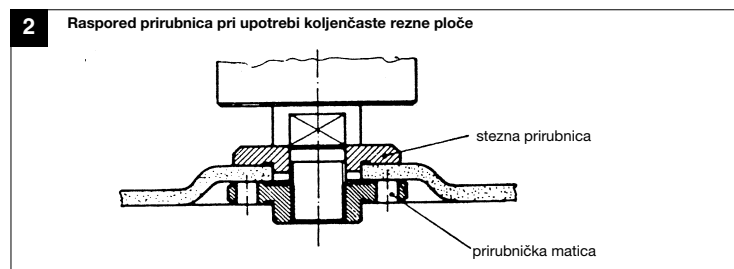 2
Raspored prirubnica pri upotrebi koljenčaste rezne ploče
stezna prirubnica
prirubnička matica